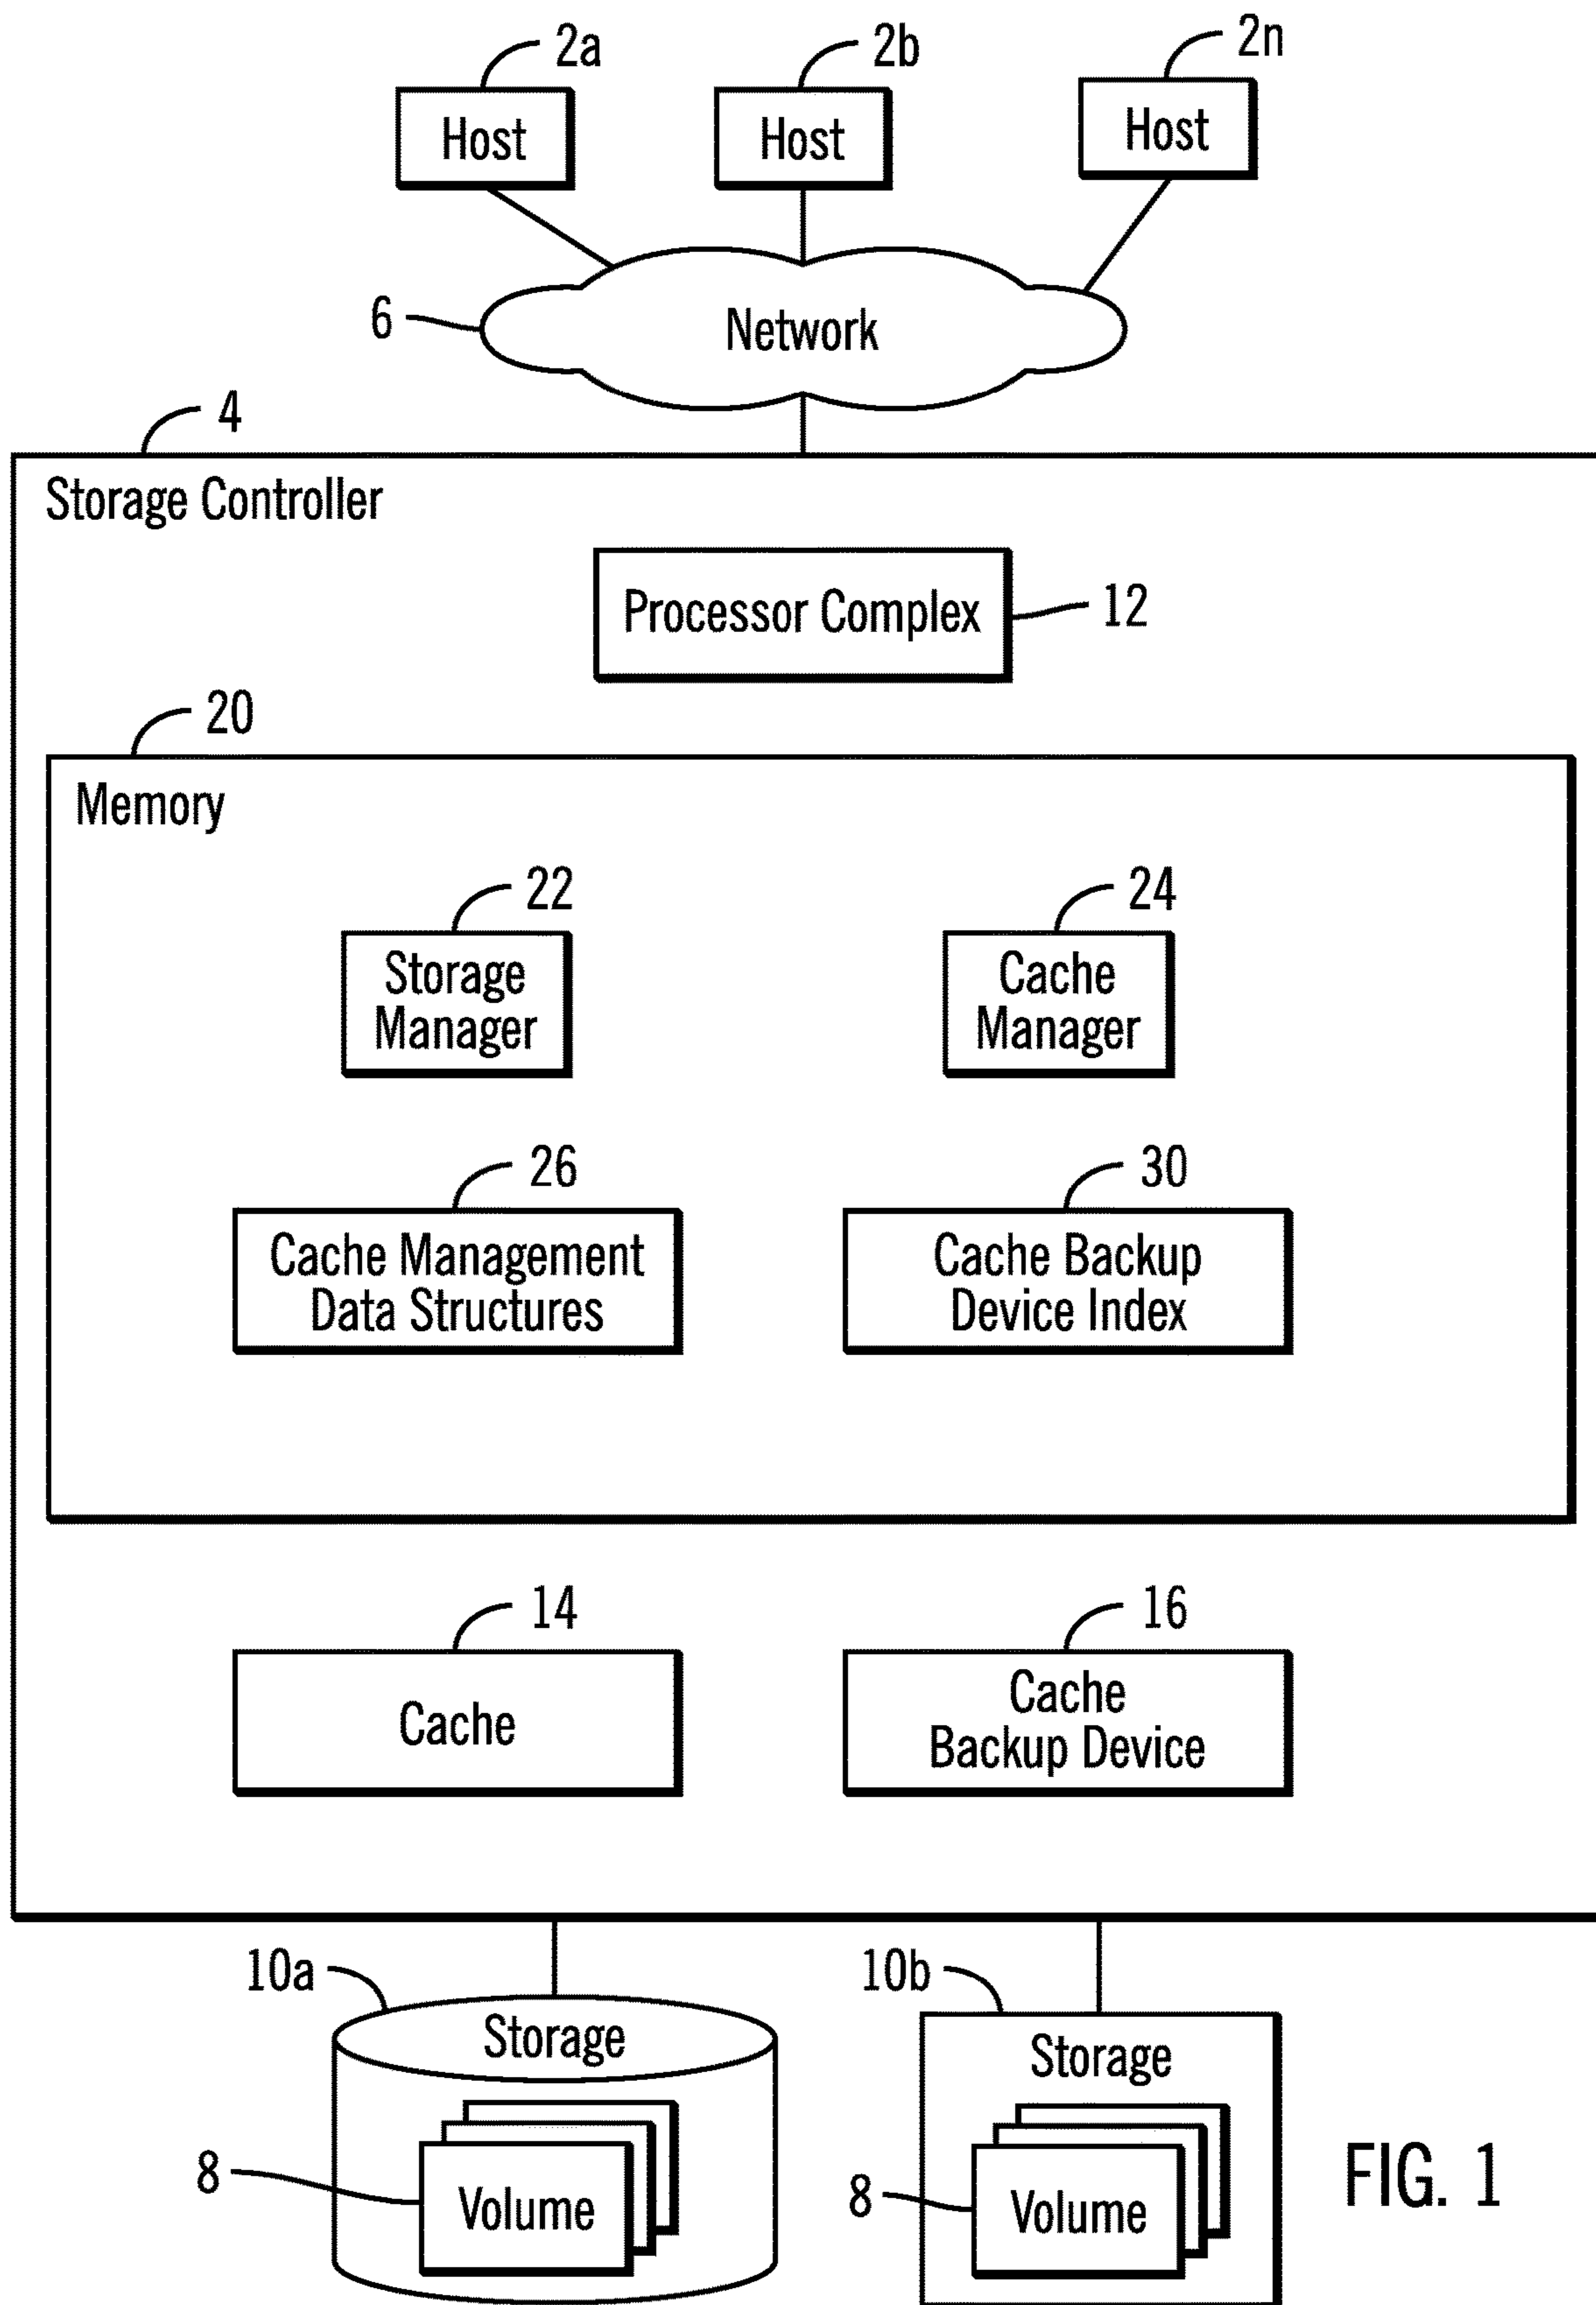 2a
2b
2n
Host
Host
Host
6
Network
4
Storage Controller
Processor Complex
12
20
Memory
22
24
Storage
Manager
Cache
Manager
26
30
Cache Management
Data Structures
Cache Backup
Device Index
14
16
Cache
Cache
Backup Device
10a
10b
Storage
Storage
8
Volume
8
Volume
FIG. 1